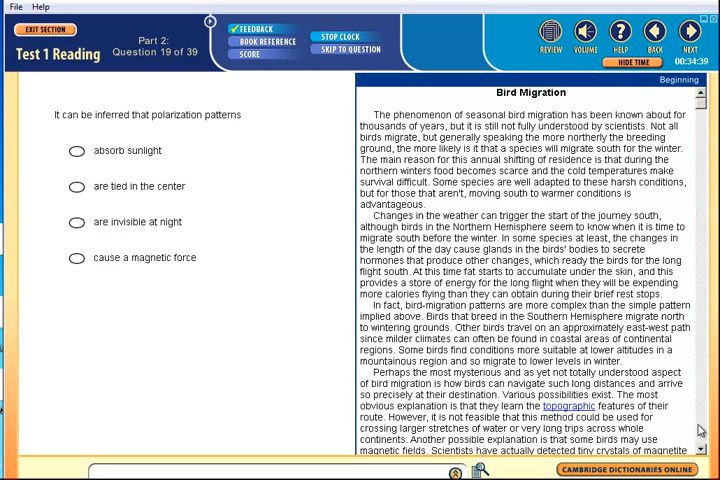 File Help
EXIT SECTION
Test 1 Reading
Part 2:
Question 19 of 39
FEEDBACK
BOOK REFERENCE
SCORE
STOP CLOCK
SKIP TO QUESTION
REVIEW VOLUME HELP BACK NEXT
HIDE TIME 00:34:39
Beginning
It can be inferred that polarization patterns
absorb sunlight
are tied in the center
are invisible at night
cause a magnetic force
Bird Migration
The phenomenon of seasonal bird migration has been known about for
thousands of years, but it is still not fully understood by scientists. Not all
birds migrate, but generally speaking the more northerly the breeding
ground, the more likely is it that a species will migrate south for the winter.
The main reason for this annual shifting of residence is that during the
northern winters food becomes scarce and the cold temperatures make
survival difficult. Some species are well adapted to these harsh conditions,
but for those that aren't, moving south to warmer conditions is
advantageous.
Changes in the weather can trigger the start of the journey south,
although birds in the Northern Hemisphere seem to know when it is time to
migrate south before the winter. In some species at least, the changes in
the length of the day cause glands in the birds' bodies to secrete
hormones that produce other changes, which ready the birds for the long
flight south. At this time fat starts to accumulate under the skin, and this
provides a store of energy for the long flight when they will be expending
more calories flying than they can obtain during their brief rest stops.
In fact, bird-migration patterns are more complex than the simple pattern
implied above. Birds that breed in the Southern Hemisphere migrate north
to wintering grounds. Other birds travel on an approximately east-west path
since milder climates can often be found in coastal areas of continental
regions. Some birds find conditions more suitable at lower altitudes in a
mountainous region and so migrate to lower levels in winter.
Perhaps the most mysterious and as yet not totally understood aspect
of bird migration is how birds can navigate such long distances and arrive
so precisely at their destination. Various possibilities exist. The most
obvious explanation is that they learn the topographic features of their
route. However, it is not feasible that this method could be used for
crossing larger stretches of water or very long trips across whole
continents. Another possible explanation is that some birds may use
magnetic fields. Scientists have actually detected tiny crystals of magnetite
CAMBRIDGE DICTIONARIES ONLINE